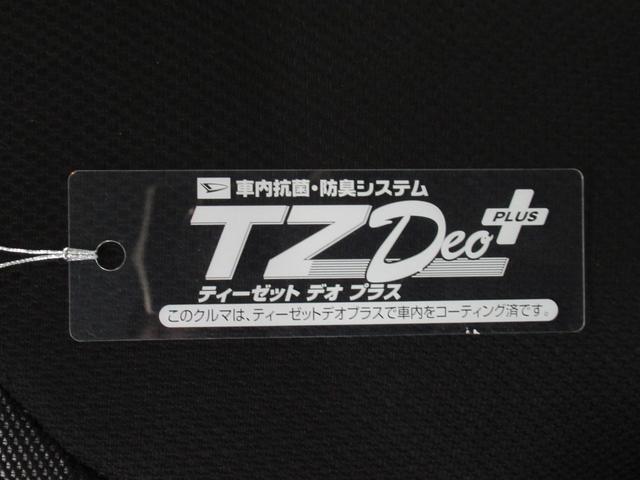 車内抗菌・防臭システム
TZ Deo PLUS
ティーゼット デオ プラス
このクルマは、ティーゼットデオプラスで車内をコーティング済です。